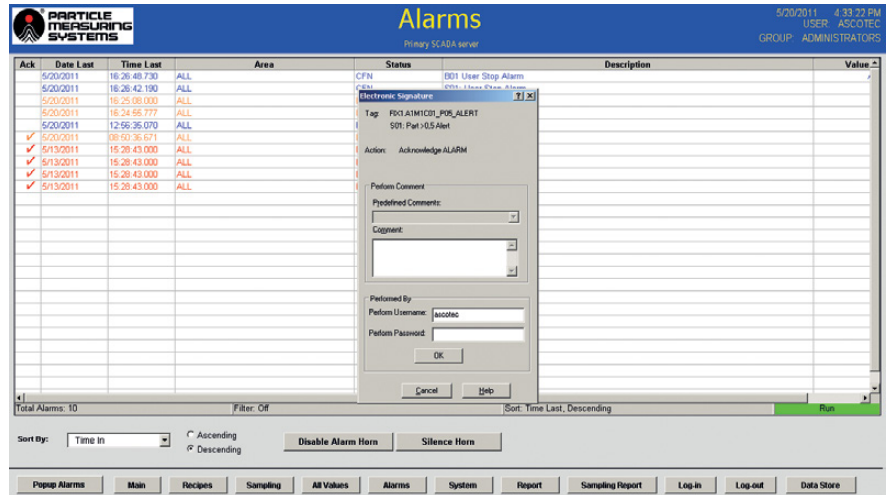 PARTICLE
MEASURING
SYSTEMS
Alarms
Primary SCADA server
5/20/2011 4:33:22 PM
USER: ASCOTEC
GROUP: ADMINISTRATORS
Ack Date Last Time Last Area Status Description Value
5/20/2011 16:26:48.730 ALL CFN B01 User Stop Alarm
5/20/2011 16:26:42.190 ALL CFN S01: User Stop Alarm
5/20/2011 16:25:08.000 ALL
5/20/2011 16:24:56.777 ALL
5/20/2011 12:56:35.070 ALL
✓ 5/20/2011 08:50:36.671 ALL
✓ 5/13/2011 15:28:43.000 ALL
✓ 5/13/2011 15:28:43.000 ALL
✓ 5/13/2011 15:28:43.000 ALL
✓ 5/13/2011 15:28:43.000 ALL
Electronic Signature
Tag: FIX1.A1M1C01_P05_ALERT
S01: Part.>0,5 Alert
Action: Acknowledge ALARM
Perform Comment
Predefined Comments:
Comment:
Performed By
Perform Username: ascotec
Perform Password:
OK
Cancel Help
Total Alarms: 10 Filter: Off Sort: Time Last, Descending Run
Sort By: Time In Ascending
Descending
Disable Alarm Horn Silence Horn
Popup Alarms Main Recipes Sampling All Values Alarms System Report Sampling Report Log-in Log-out Data Store